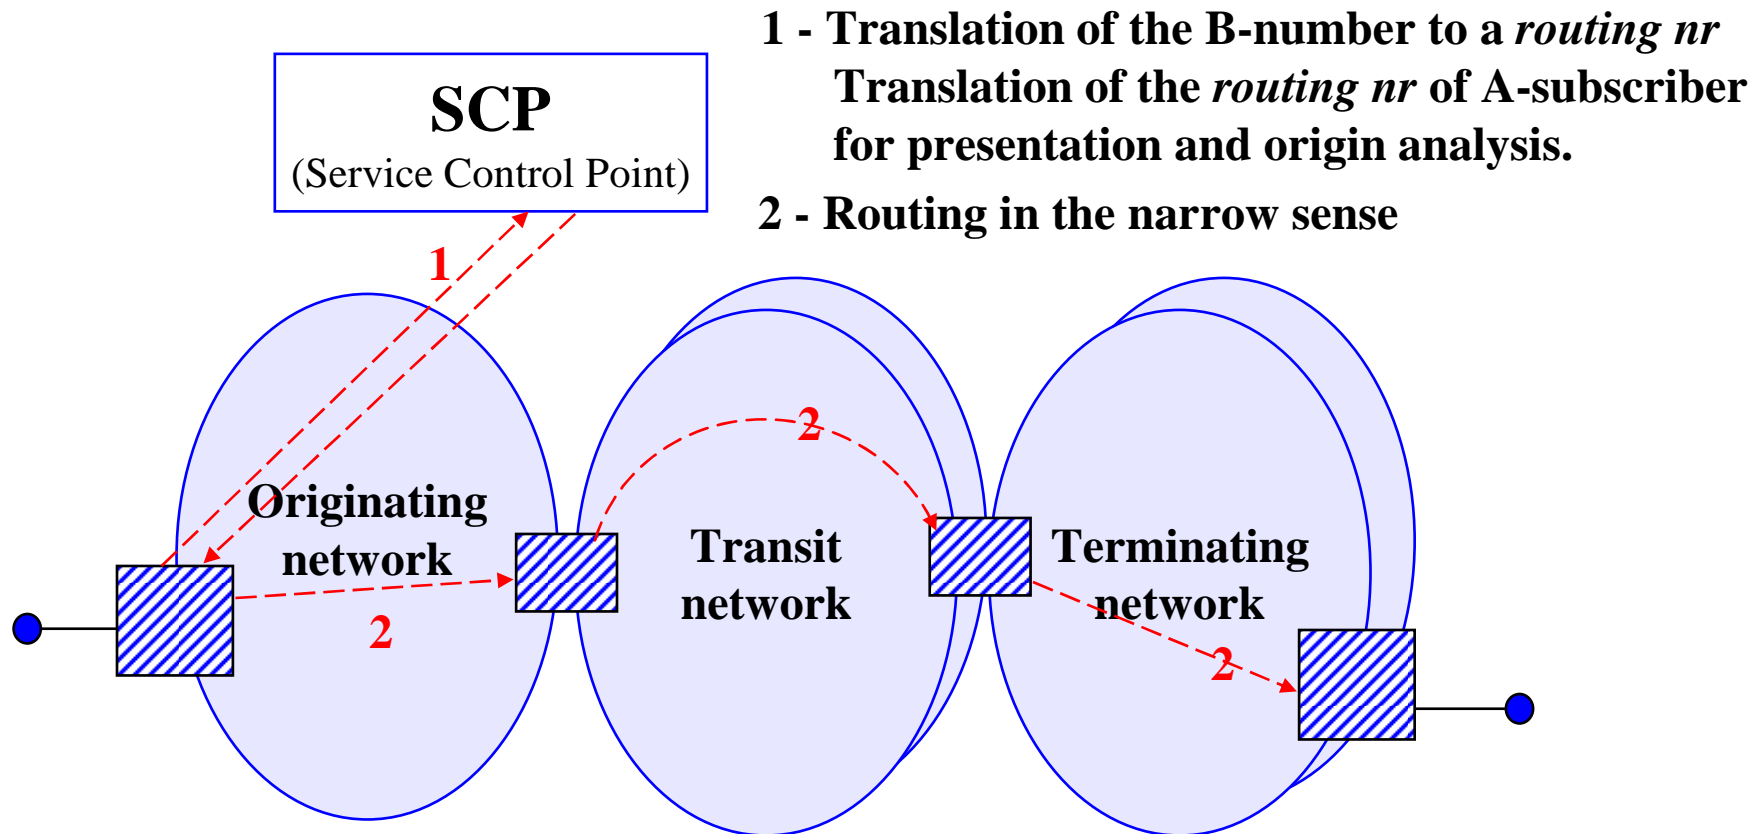 1 - Translation of the B-number to a routing nr
Translation of the routing nr of A-subscriber
for presentation and origin analysis.
2 - Routing in the narrow sense
SCP
(Service Control Point)
1
2
Originating
network
2
Transit
network
Terminating
network
2